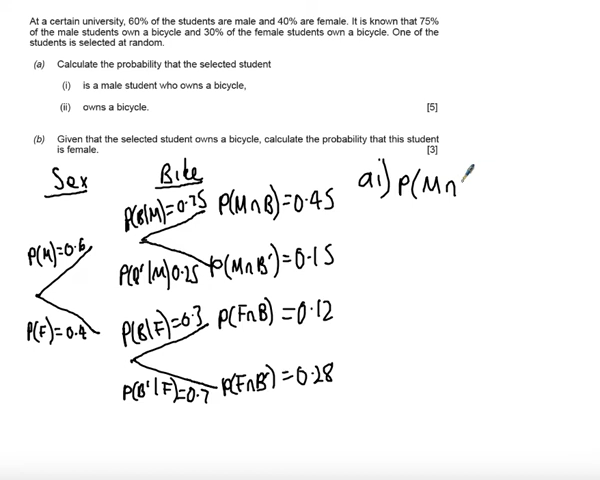 At a certain university, 60% of the students are male and 40% are female. It is known that 75%
of the male students own a bicycle and 30% of the female students own a bicycle. One of the
students is selected at random.
(a) Calculate the probability that the selected student
(i) is a male student who owns a bicycle,
(ii) owns a bicycle. [5]
(b) Given that the selected student owns a bicycle, calculate the probability that this student
is female. [3]
Sex Bike
ai) P(M∩
P(B|M)=0.75 P(M∩B)=0.45
P(M)=0.6
P(B'|M)0.25 P(M∩B')=0.15
P(F)=0.4
P(B|F)=0.3 P(F∩B)=0.12
P(B'|F)=0.7 P(F∩B')=0.28